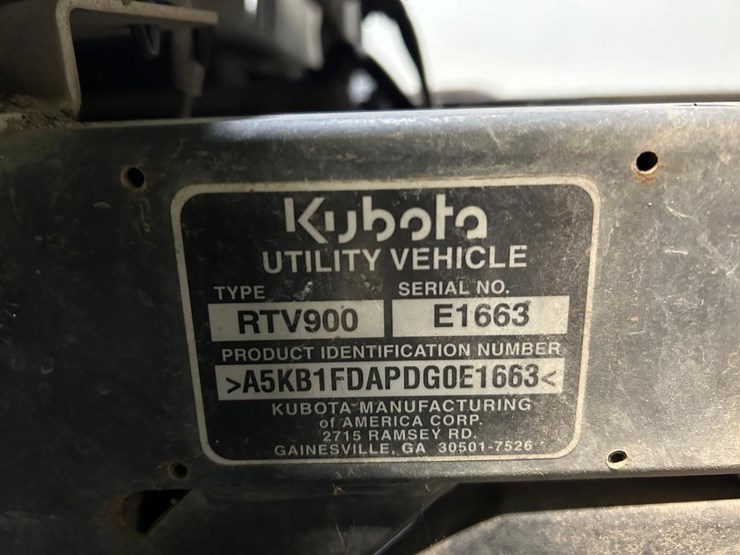 Kubota
UTILITY VEHICLE
TYPE SERIAL NO.
RTV900 E1663
PRODUCT IDENTIFICATION NUMBER
>A5KB1FDAPDG0E1663<
KUBOTA MANUFACTURING
of AMERICA CORP.
2715 RAMSEY RD.
GAINESVILLE, GA 30501-7526